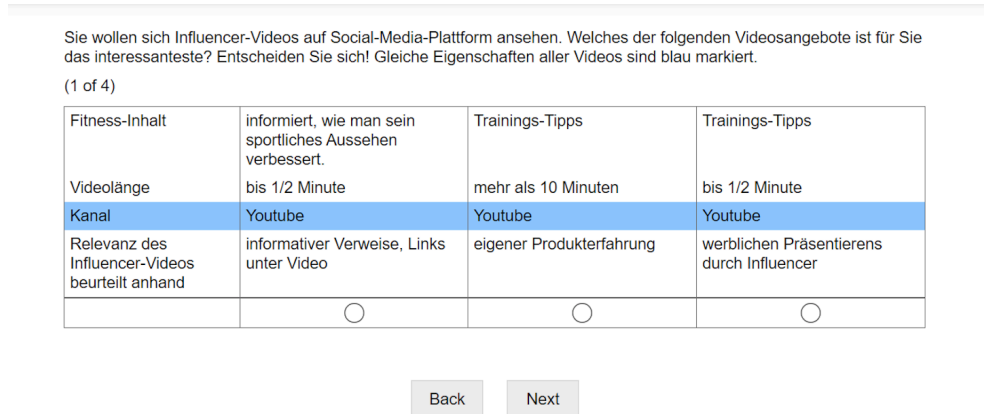 Sie wollen sich Influencer-Videos auf Social-Media-Plattform ansehen. Welches der folgenden Videosangebote ist für Sie
das interessanteste? Entscheiden Sie sich! Gleiche Eigenschaften aller Videos sind blau markiert.
(1 of 4)
Fitness-Inhalt
informiert, wie man sein
sportliches Aussehen
verbessert.
Trainings-Tipps
Trainings-Tipps
Videolänge
bis 1/2 Minute
mehr als 10 Minuten
bis 1/2 Minute
Kanal
Youtube
Youtube
Youtube
Relevanz des
Influencer-Videos
beurteilt anhand
informativer Verweise, Links
unter Video
eigener Produkterfahrung
werblichen Präsentierens
durch Influencer
Back
Next